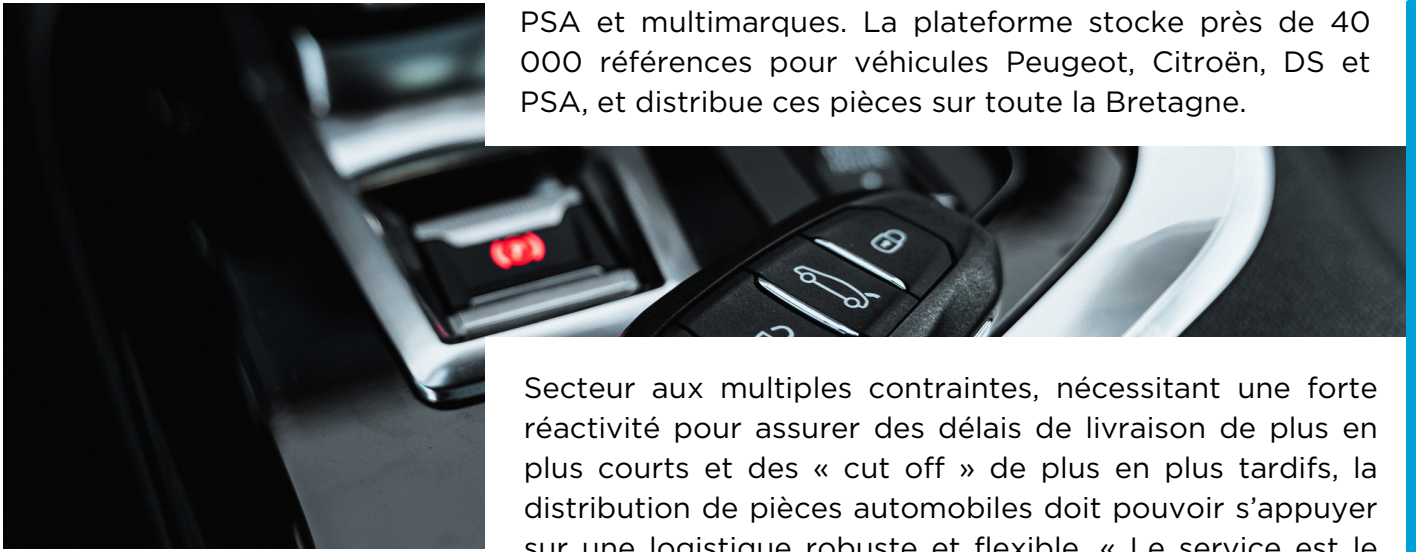 PSA et multimarques. La plateforme stocke près de 40
000 références pour véhicules Peugeot, Citroën, DS et
PSA, et distribue ces pièces sur toute la Bretagne.
Secteur aux multiples contraintes, nécessitant une forte
réactivité pour assurer des délais de livraison de plus en
plus courts et des « cut off » de plus en plus tardifs, la
distribution de pièces automobiles doit pouvoir s’appuyer
sur une logistique robuste et flexible. « Le service est le